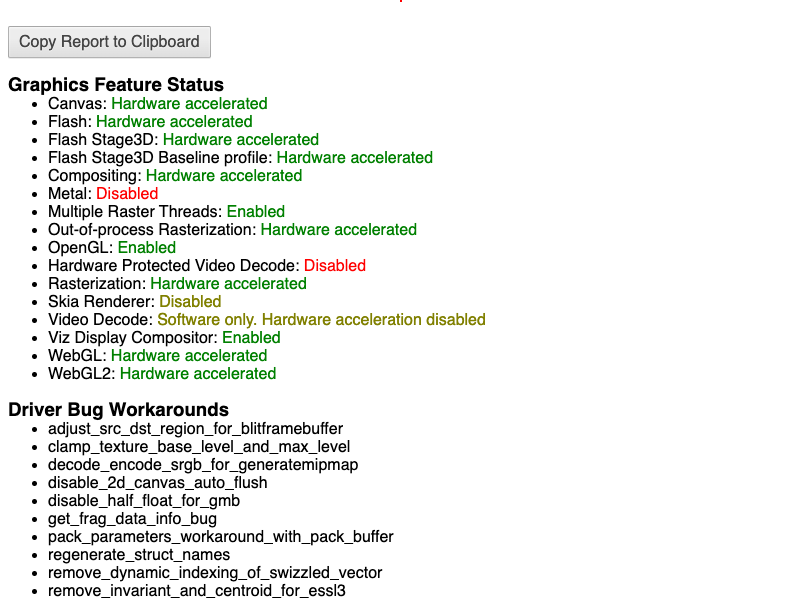 Copy Report to Clipboard
Graphics Feature Status
Canvas: Hardware accelerated
Flash: Hardware accelerated
Flash Stage3D: Hardware accelerated
Flash Stage3D Baseline profile: Hardware accelerated
Compositing: Hardware accelerated
Metal: Disabled
Multiple Raster Threads: Enabled
Out-of-process Rasterization: Hardware accelerated
OpenGL: Enabled
Hardware Protected Video Decode: Disabled
Rasterization: Hardware accelerated
Skia Renderer: Disabled
Video Decode: Software only. Hardware acceleration disabled
Viz Display Compositor: Enabled
WebGL: Hardware accelerated
WebGL2: Hardware accelerated
Driver Bug Workarounds
adjust_src_dst_region_for_blitframebuffer
clamp_texture_base_level_and_max_level
decode_encode_srgb_for_generatemipmap
disable_2d_canvas_auto_flush
disable_half_float_for_gmb
get_frag_data_info_bug
pack_parameters_workaround_with_pack_buffer
regenerate_struct_names
remove_dynamic_indexing_of_swizzled_vector
remove_invariant_and_centroid_for_essl3